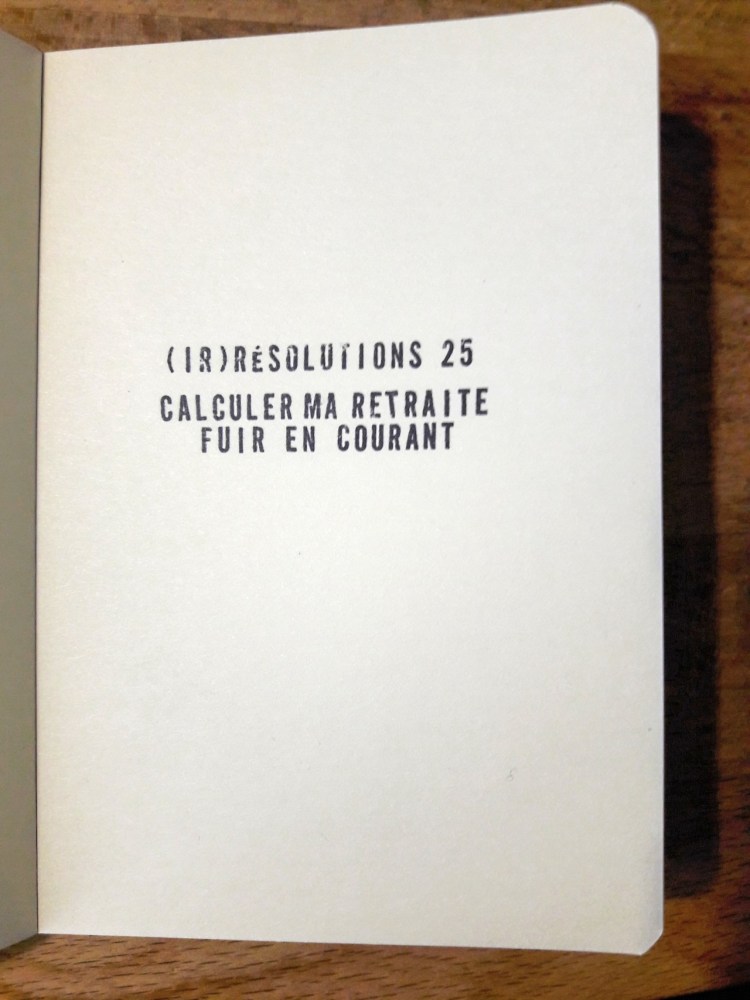 (IR)RÉSOLUTIONS 25
CALCULER MA RETRAITE
FUIR EN COURANT